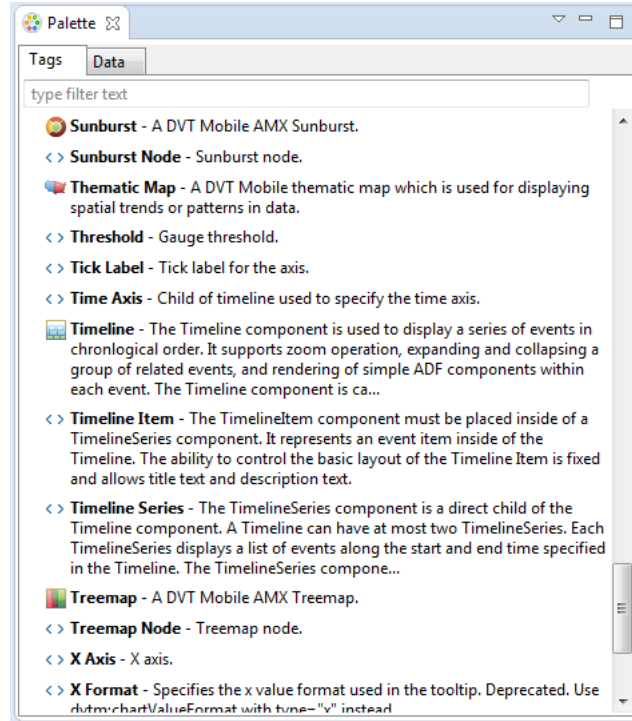 Palette
Tags Data
type filter text
Sunburst - A DVT Mobile AMX Sunburst.
Sunburst Node - Sunburst node.
Thematic Map - A DVT Mobile thematic map which is used for displaying
spatial trends or patterns in data.
Threshold - Gauge threshold.
Tick Label - Tick label for the axis.
Time Axis - Child of timeline used to specify the time axis.
Timeline - The Timeline component is used to display a series of events in
chronlogical order. It supports zoom operation, expanding and collapsing a
group of related events, and rendering of simple ADF components within
each event. The Timeline component is ca...
Timeline Item - The TimelineItem component must be placed inside of a
TimelineSeries component. It represents an event item inside of the
Timeline. The ability to control the basic layout of the Timeline Item is fixed
and allows title text and description text.
Timeline Series - The TimelineSeries component is a direct child of the
Timeline component. A Timeline can have at most two TimelineSeries. Each
TimelineSeries displays a list of events along the start and end time specified
in the Timeline. The TimelineSeries compone...
Treemap - A DVT Mobile AMX Treemap.
Treemap Node - Treemap node.
X Axis - X axis.
X Format - Specifies the x value format used in the tooltip. Deprecated. Use
dvtm:chartValueFormat with type="x" instead